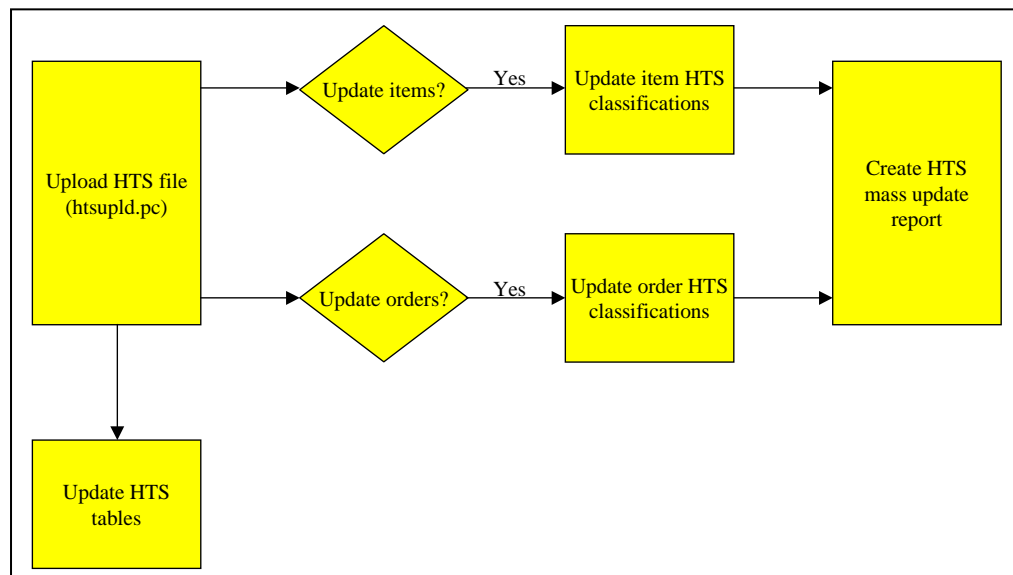 Upload HTS file
(htsupld.pc)
Update items?
Yes
Update item HTS
classifications
Create HTS
mass update
report
Update orders?
Yes
Update order HTS
classifications
Update HTS
tables